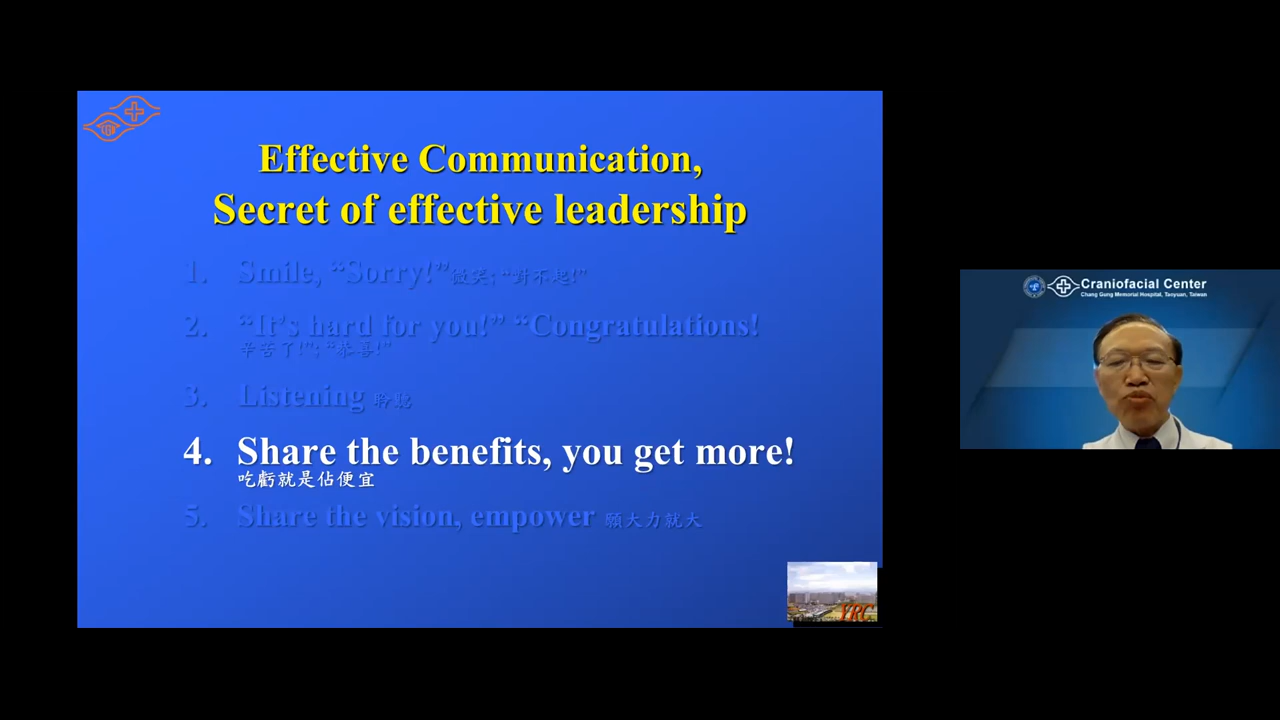 Effective Communication,
Secret of effective leadership
1. Smile, “Sorry!”微笑; “對不起!”
2. “It’s hard for you!” “Congratulations!
辛苦了!”; “恭喜!”
3. Listening 聆聽
4. Share the benefits, you get more!
吃虧就是佔便宜
5. Share the vision, empower 願大力就大
YRC
Craniofacial Center
Chang Gung Memorial Hospital, Taoyuan, Taiwan